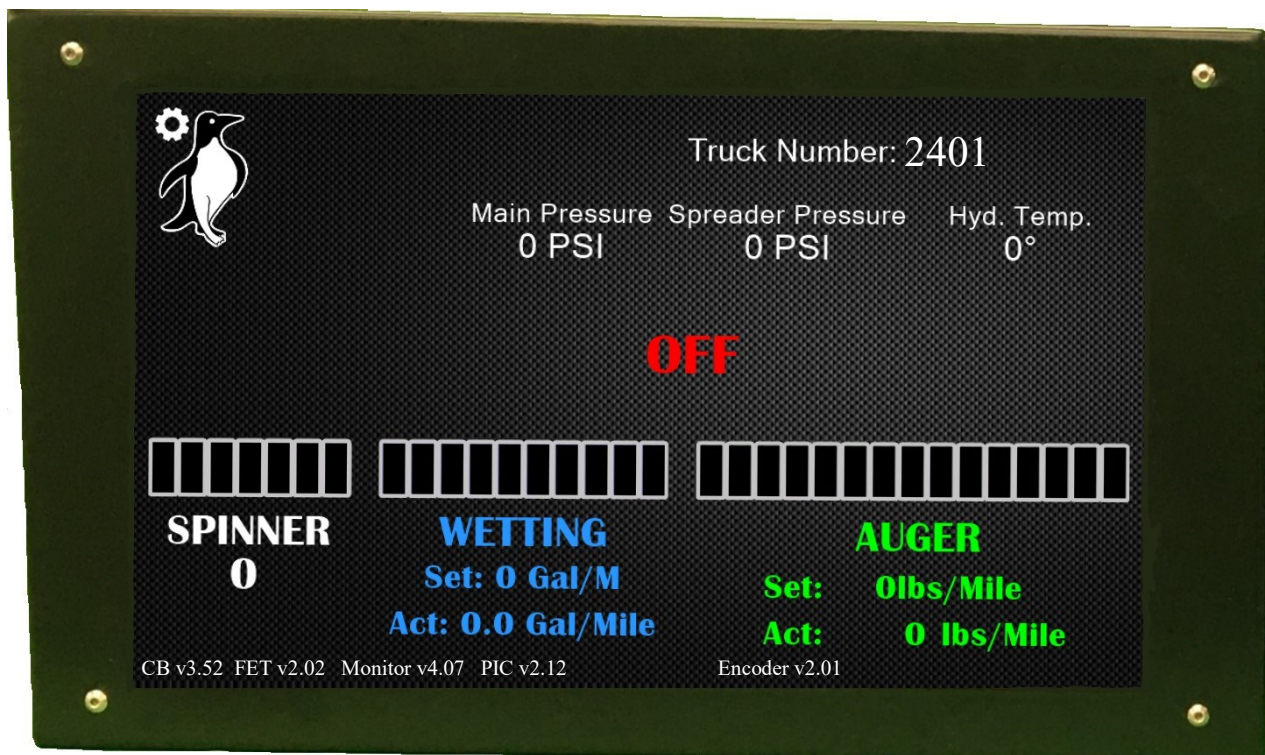 Truck Number: 2401
Main Pressure Spreader Pressure Hyd. Temp.
0 PSI 0 PSI 0°
OFF
SPINNER
0
WETTING
Set: 0 Gal/M
Act: 0.0 Gal/Mile
AUGER
Set: 0lbs/Mile
Act: 0 lbs/Mile
CB v3.52 FET v2.02 Monitor v4.07 PIC v2.12 Encoder v2.01